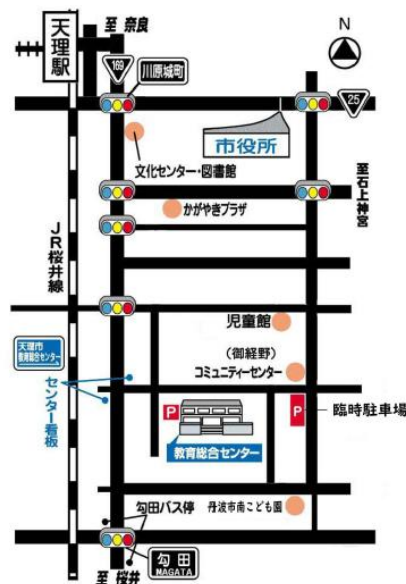 至 奈良
天理駅
169
川原城町
N
25
市役所
文化センター・図書館
至石上神宮
かがやきプラザ
JR桜井線
児童館
天理市
教育総合センター
(御経野)
コミュニティーセンター
センター看板
P
P
臨時駐車場
教育総合センター
勾田バス停
丹波市南こども園
勾田
MAGATA
至 桜井